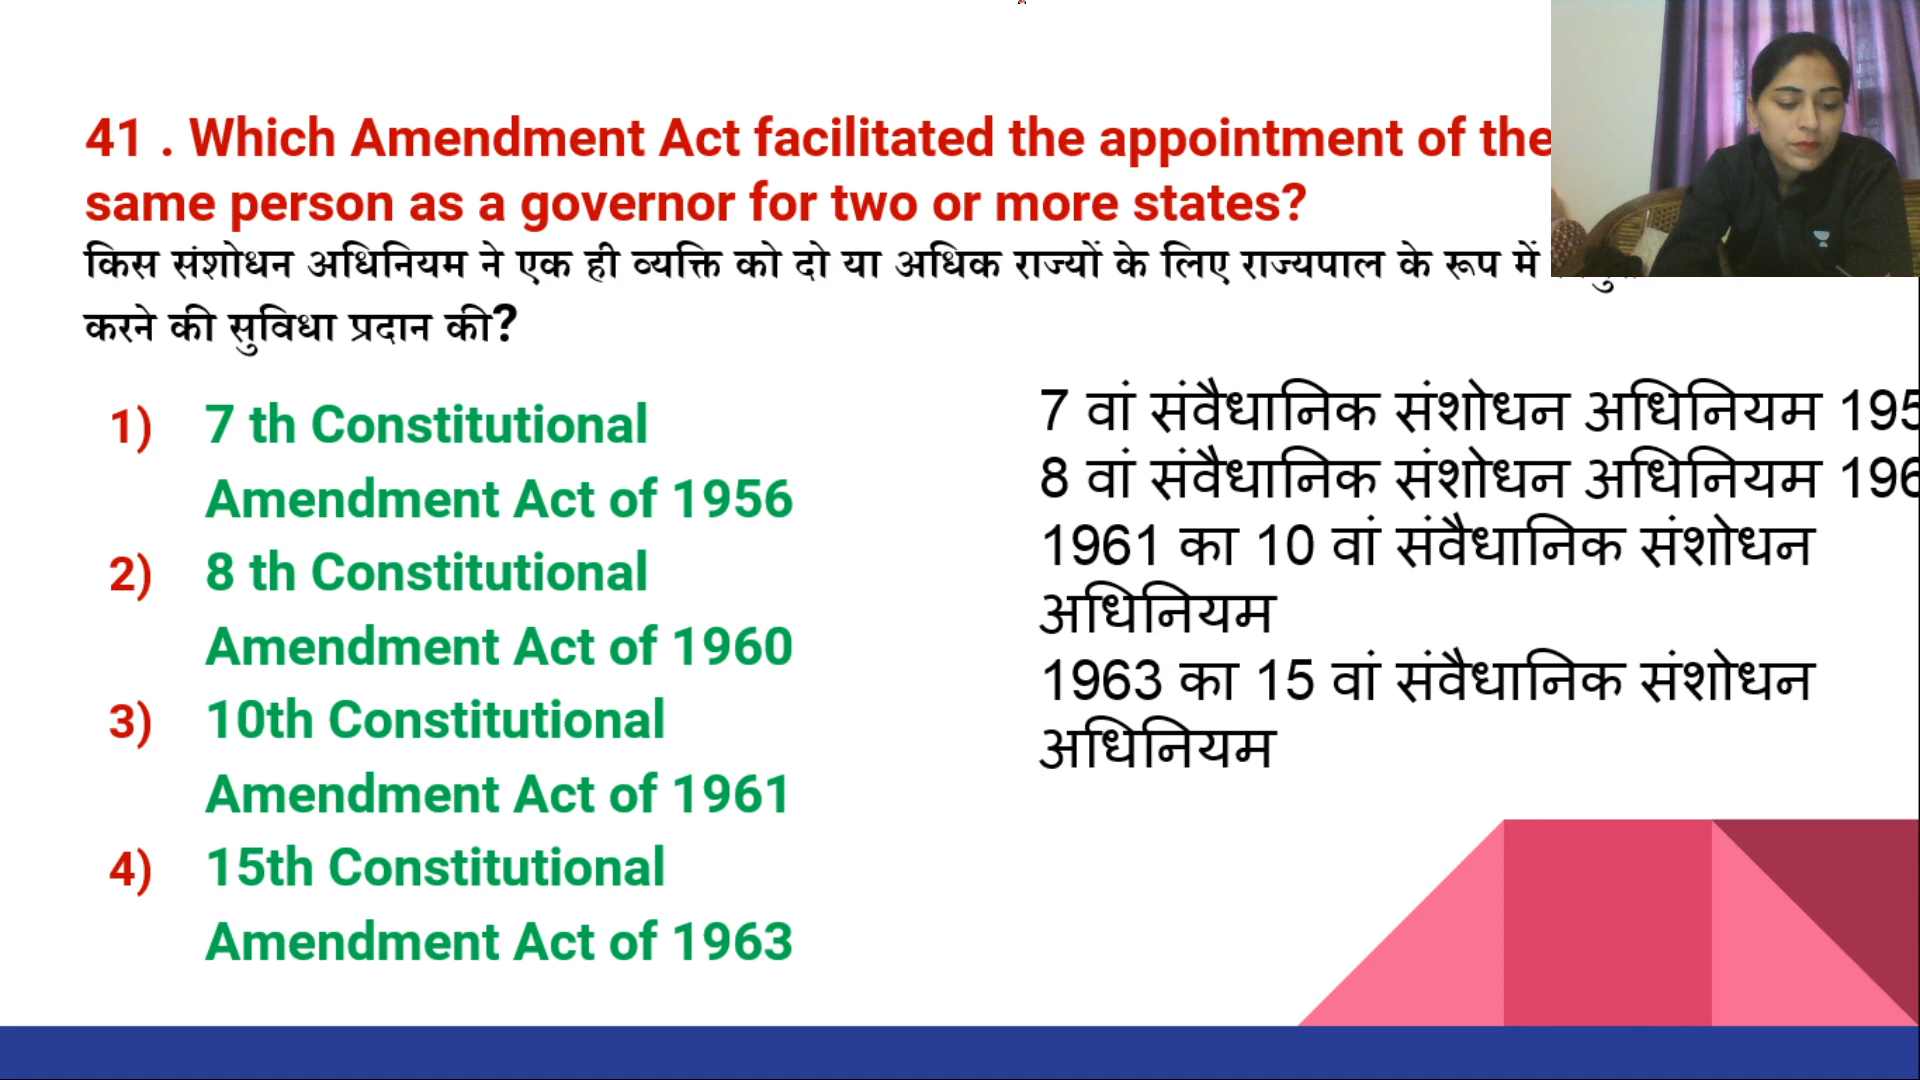 41 . Which Amendment Act facilitated the appointment of the
same person as a governor for two or more states?
किस संशोधन अधिनियम ने एक ही व्यक्ति को दो या अधिक राज्यों के लिए राज्यपाल के रूप में
करने की सुविधा प्रदान की?
1) 7 th Constitutional
Amendment Act of 1956
2) 8 th Constitutional
Amendment Act of 1960
3) 10th Constitutional
Amendment Act of 1961
4) 15th Constitutional
Amendment Act of 1963
7 वां संवैधानिक संशोधन अधिनियम 195
8 वां संवैधानिक संशोधन अधिनियम 196
1961 का 10 वां संवैधानिक संशोधन
अधिनियम
1963 का 15 वां संवैधानिक संशोधन
अधिनियम